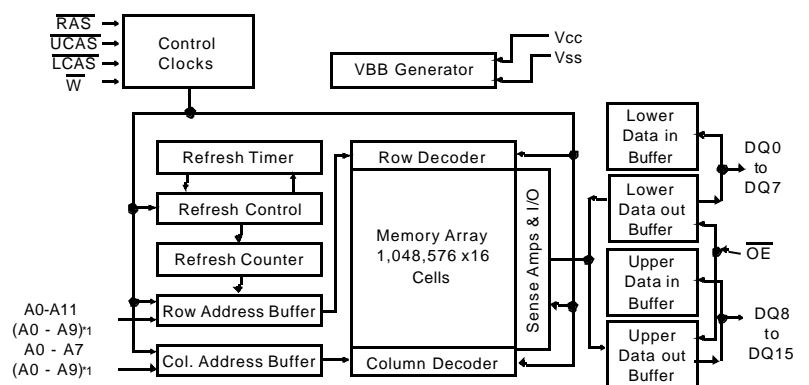 RAS
UCAS
LCAS
W
Control
Clocks
VBB Generator
Vcc
Vss
Refresh Timer
Refresh Control
Refresh Counter
Row Address Buffer
Col. Address Buffer
Row Decoder
Memory Array
1,048,576 x16
Cells
Column Decoder
Sense Amps & I/O
Lower
Data in
Buffer
Lower
Data out
Buffer
Upper
Data in
Buffer
Upper
Data out
Buffer
DQ0
to
DQ7
OE
DQ8
to
DQ15
A0-A11
(A0 - A9)*1
A0 - A7
(A0 - A9)*1